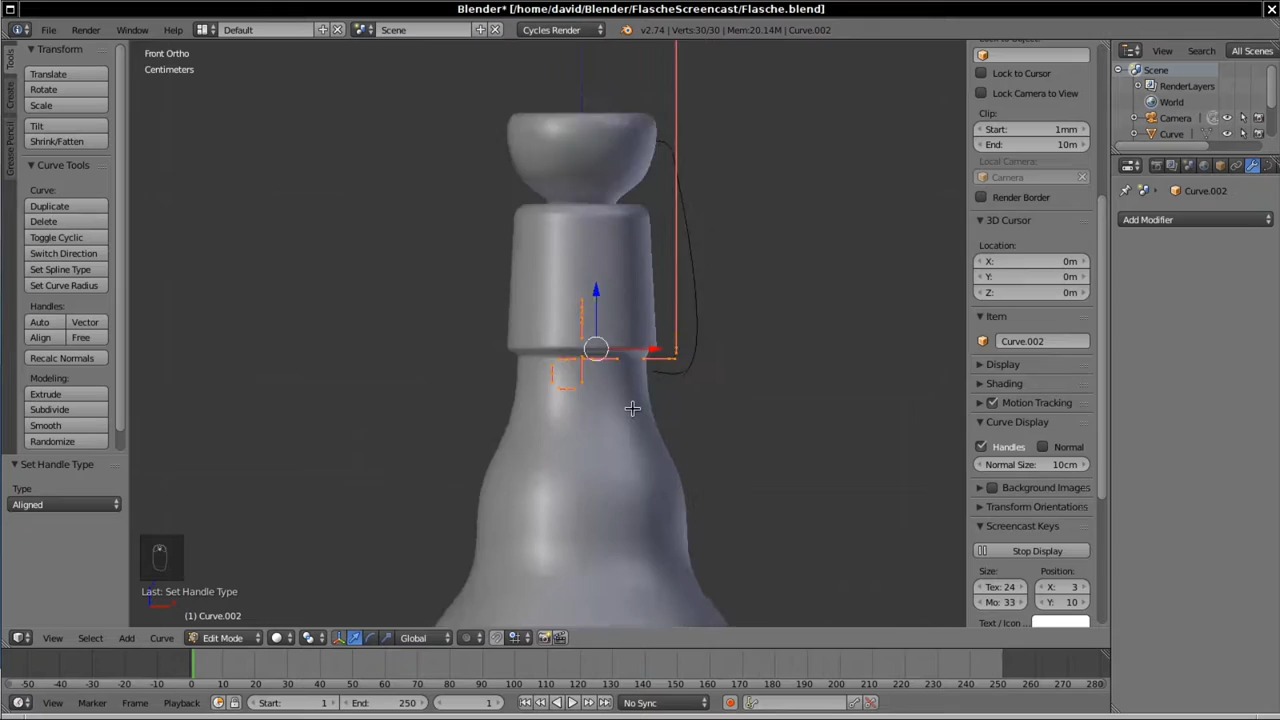 Blender* [/home/david/Blender/FlascheScreencast/Flasche.blend]
File Render Window Help Default Scene Cycles Render v2.74 | Verts:30/30 | Mem:20.14M | Curve.002 View Search All Scenes
Tools
Create
Grease Pencil
Transform
Translate
Rotate
Scale
Tilt
Shrink/Fatten
Curve Tools
Curve:
Duplicate
Delete
Toggle Cyclic
Switch Direction
Set Spline Type
Set Curve Radius
Handles:
Auto Vector
Align Free
Recalc Normals
Modeling:
Extrude
Subdivide
Smooth
Randomize
Set Handle Type
Type
Aligned
Front Ortho
Centimeters
Last: Set Handle Type
(1) Curve.002
Lock to Cursor
Lock Camera to View
Clip:
Start: 1mm
End: 10m
Local Camera:
Camera
Render Border
3D Cursor
Location:
X: 0m
Y: 0m
Z: 0m
Item
Curve.002
Display
Shading
Motion Tracking
Curve Display
Handles Normal
Normal Size: 10cm
Background Images
Transform Orientations
Screencast Keys
Stop Display
Size: Position:
Tex: 24 X: 3
Mo: 33 Y: 10
Text / Icon ...
Scene
RenderLayers
World
Camera
Curve
Curve.002
Add Modifier
View Select Add Curve Edit Mode Global
-50 -40 -30 -20 -10 0 10 20 30 40 50 60 70 80 90 100 110 120 130 140 150 160 170 180 190 200 210 220 230 240 250 260 270 280
View Marker Frame Playback Start: 1 End: 250 1 No Sync